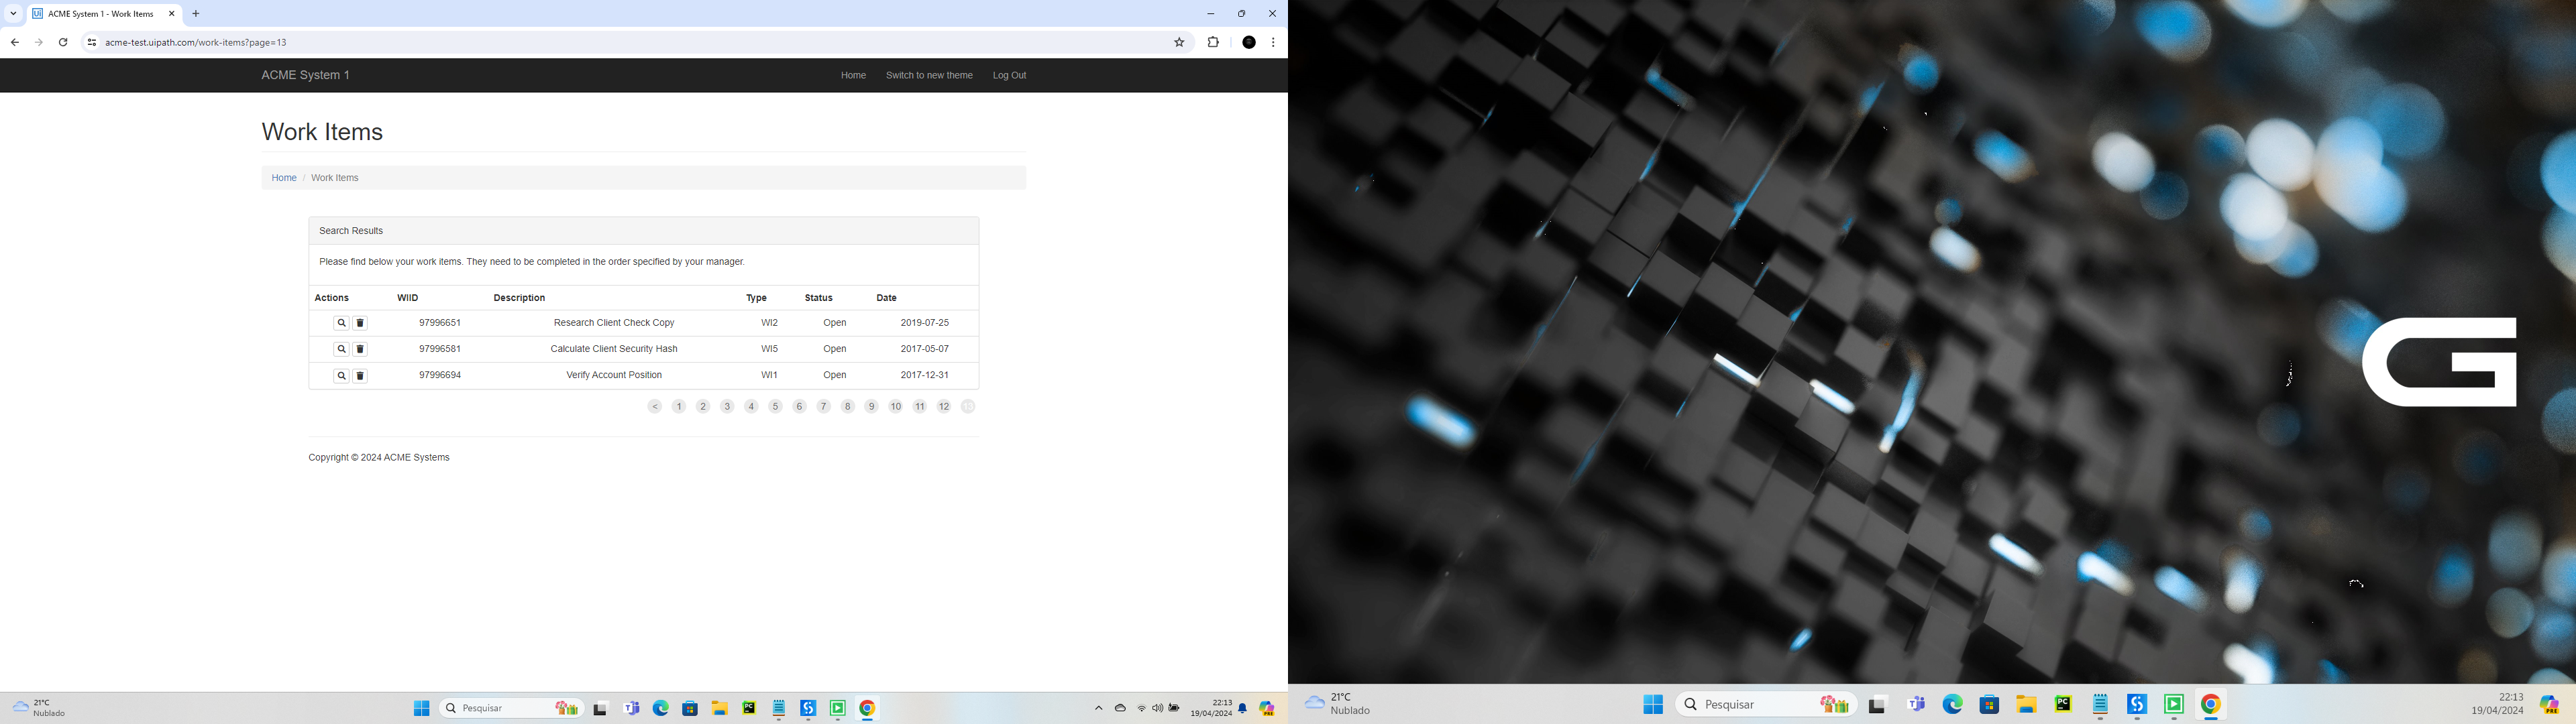 ACME System 1 - Work Items
acme-test.uipath.com/work-items?page=13
ACME System 1
Home Switch to new theme Log Out
Work Items
Home / Work Items
Search Results
Please find below your work items. They need to be completed in the order specified by your manager.
Actions WIID Description Type Status Date
97996651 Research Client Check Copy WI2 Open 2019-07-25
97996581 Calculate Client Security Hash WI5 Open 2017-05-07
97996694 Verify Account Position WI1 Open 2017-12-31
< 1 2 3 4 5 6 7 8 9 10 11 12 13
Copyright © 2024 ACME Systems
21°C
Nublado
Pesquisar
22:13
19/04/2024
G
21°C
Nublado
Pesquisar
22:13
19/04/2024